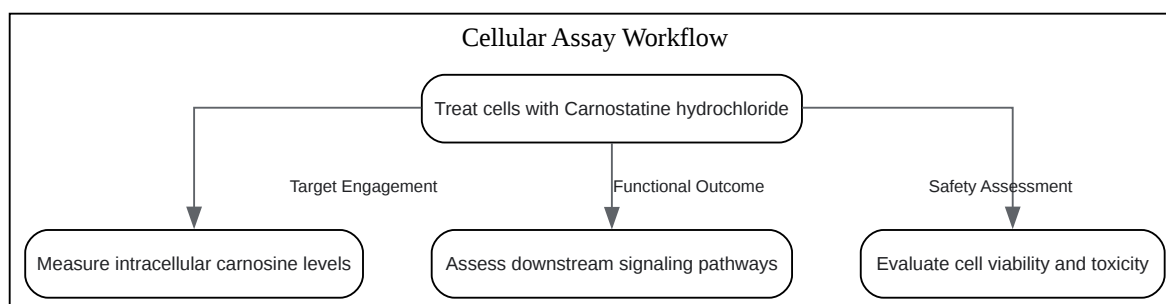 Cellular Assay Workflow
Treat cells with Carnostatine hydrochloride
Target Engagement
Functional Outcome
Safety Assessment
Measure intracellular carnosine levels
Assess downstream signaling pathways
Evaluate cell viability and toxicity